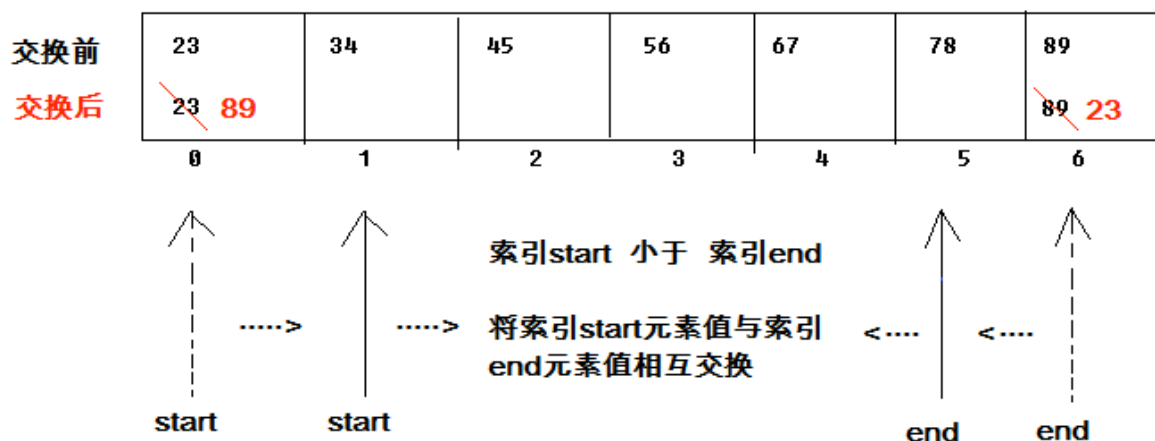 交换前 23 34 45 56 67 78 89
交换后 23 89 89 23
0 1 2 3 4 5 6
索引start 小于 索引end
·····> ·····> 将索引start元素值与索引 <···· <····
end元素值相互交换
start start end end